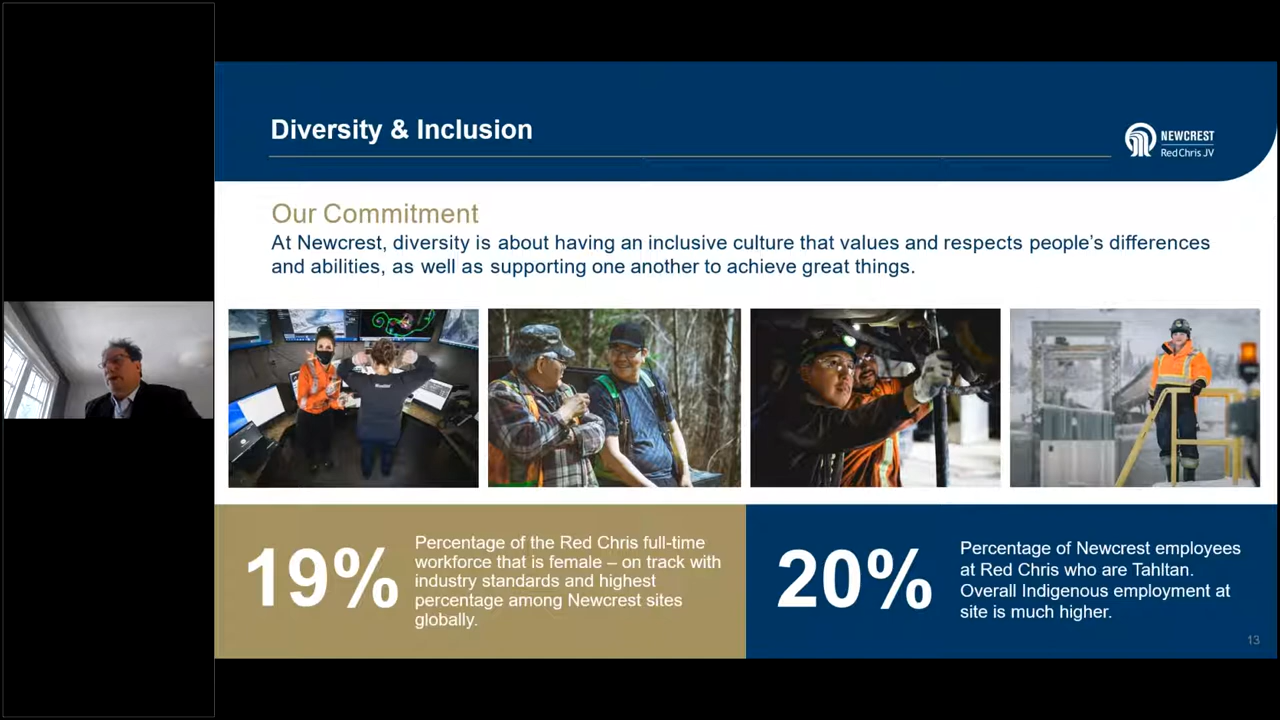 Diversity & Inclusion
NEWCREST
Red Chris JV
Our Commitment
At Newcrest, diversity is about having an inclusive culture that values and respects people's differences
and abilities, as well as supporting one another to achieve great things.
19%
Percentage of the Red Chris full-time
workforce that is female – on track with
industry standards and highest
percentage among Newcrest sites
globally.
20%
Percentage of Newcrest employees
at Red Chris who are Tahltan.
Overall Indigenous employment at
site is much higher.
13